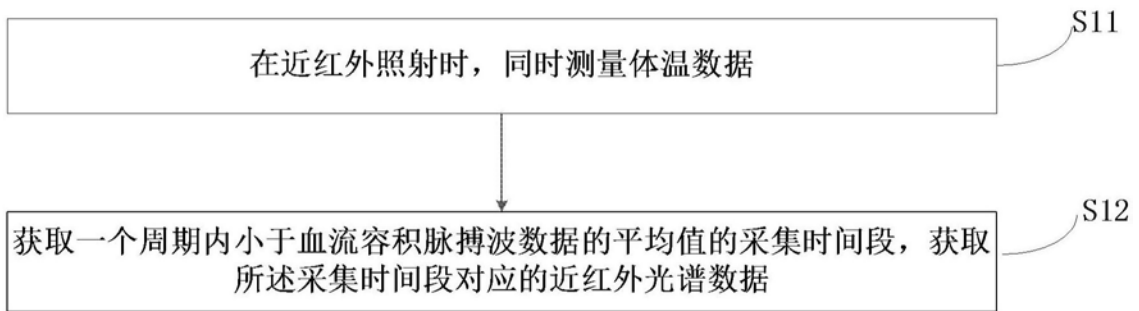 S11
在近红外照射时，同时测量体温数据
S12
获取一个周期内小于血流容积脉搏波数据的平均值的采集时间段，获取
所述采集时间段对应的近红外光谱数据